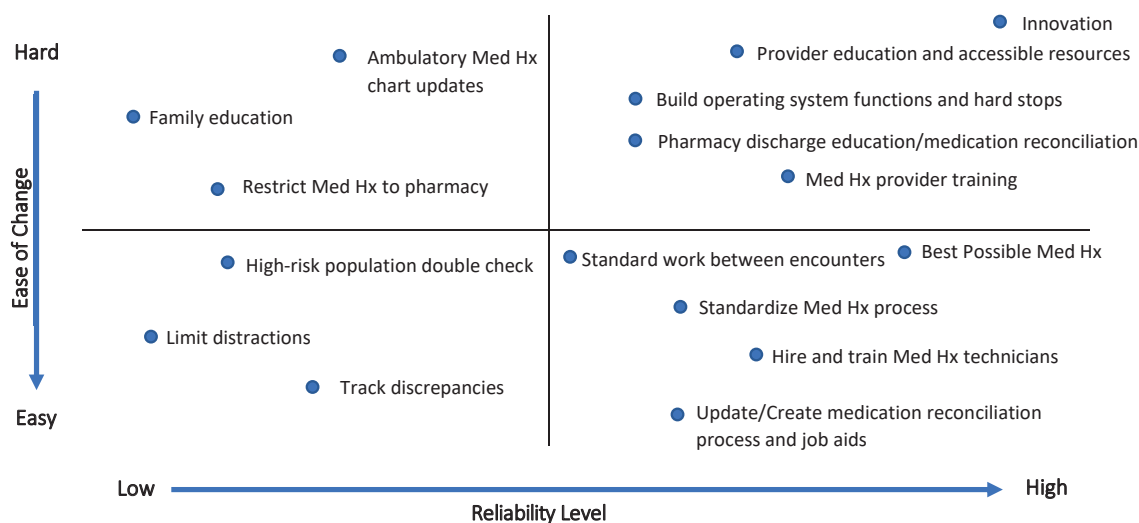 Hard
Innovation
Ambulatory Med Hx
chart updates
Provider education and accessible resources
Family education
Build operating system functions and hard stops
Pharmacy discharge education/medication reconciliation
Restrict Med Hx to pharmacy
Med Hx provider training
Ease of Change
High-risk population double check
Standard work between encounters
Best Possible Med Hx
Limit distractions
Standardize Med Hx process
Track discrepancies
Hire and train Med Hx technicians
Update/Create medication reconciliation
process and job aids
Easy
Low
High
Reliability Level